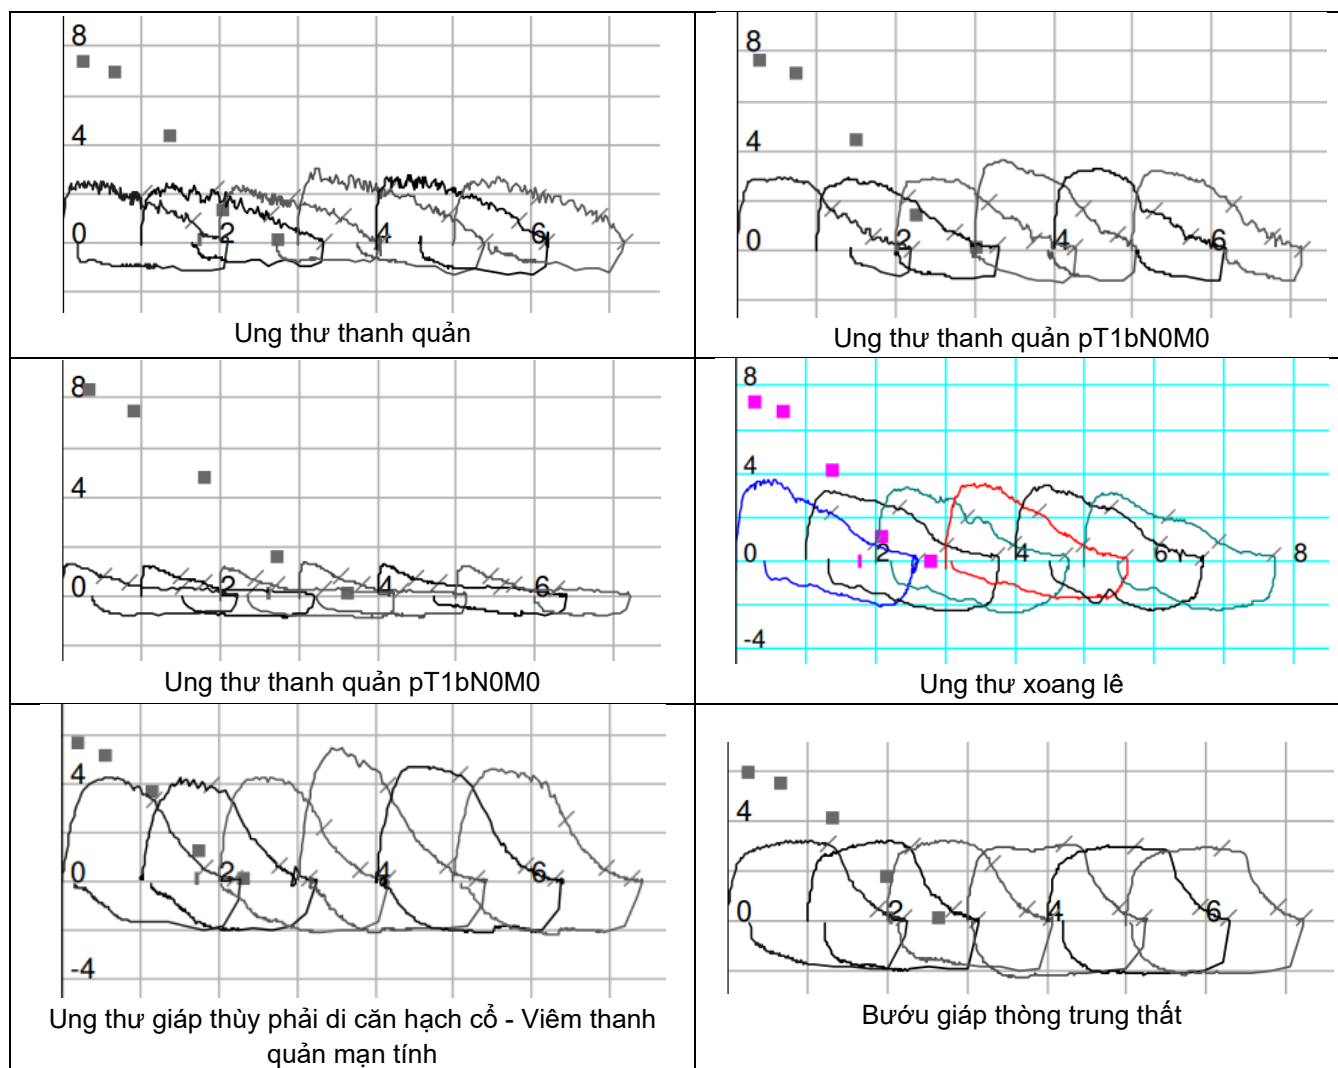 8
4
0 2 4 6
Ung thư thanh quản
8
4
0 2 4 6
Ung thư thanh quản pT1bN0M0
8
4
0 2 4 6
Ung thư thanh quản pT1bN0M0
8
4
0 2 4 6 8
-4
Ung thư xoang lê
4
0 2 4 6
-4
Ung thư giáp thùy phải di căn hạch cổ - Viêm thanh
quản mạn tính
4
0 2 4 6
Bướu giáp thòng trung thất